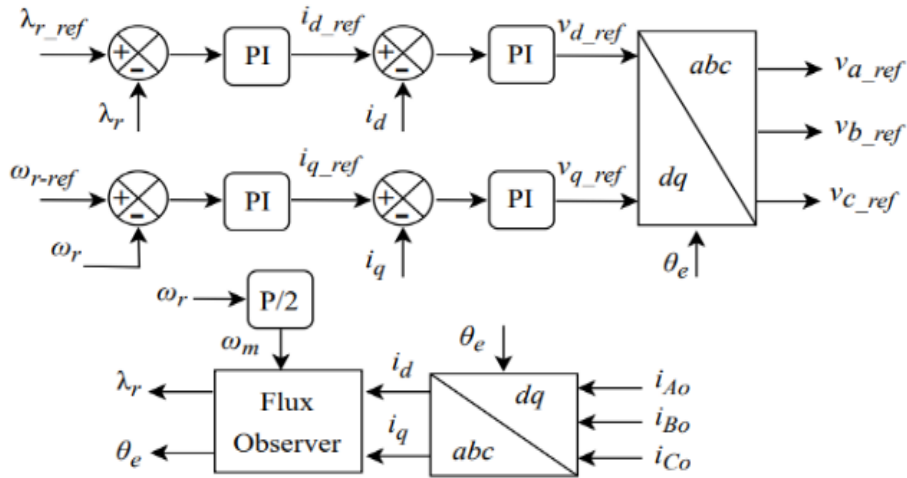 λr_ref + - PI id_ref + - PI vd_ref abc va_ref
λr id vb_ref
ωr-ref + - PI iq_ref + - PI vq_ref dq vc_ref
ωr iq θe
ωr P/2
ωm θe
λr Flux id dq iAo
Observer iBo
θe iq abc iCo